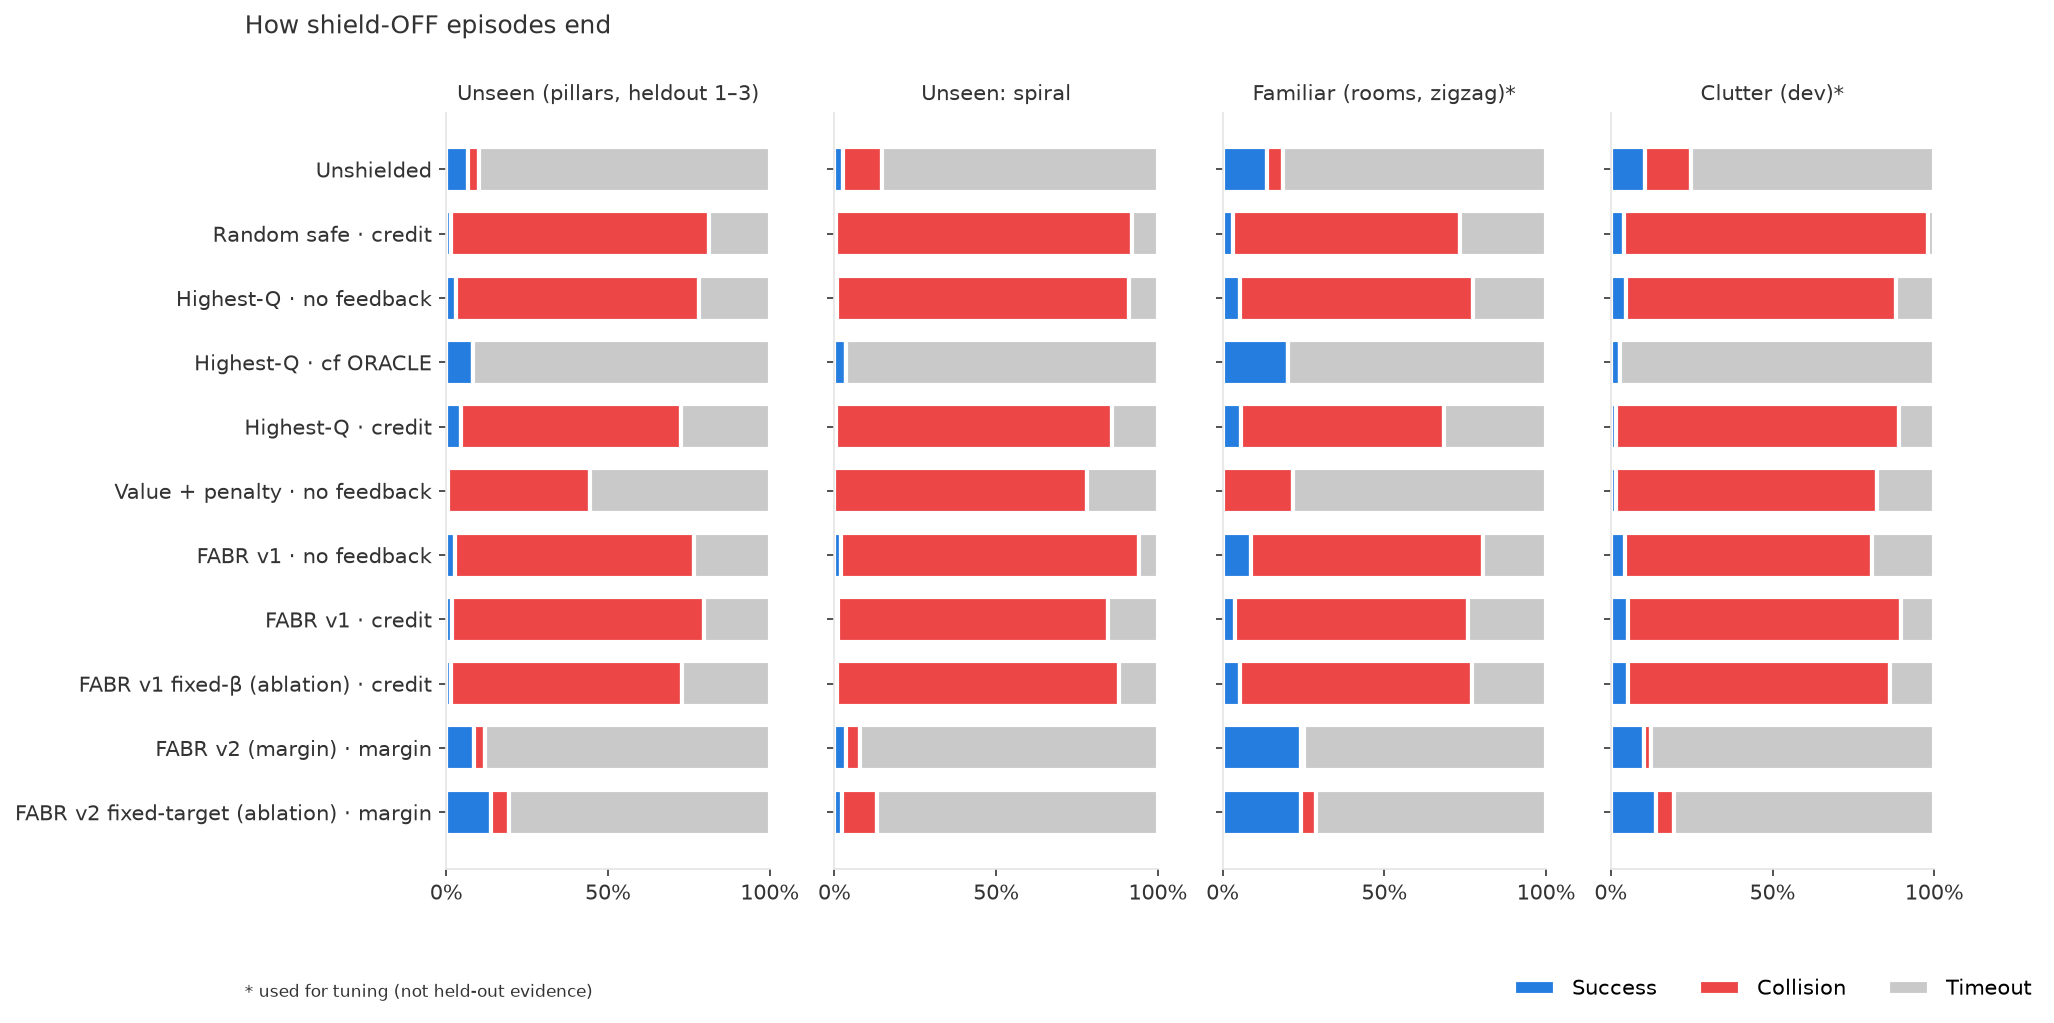 How shield-OFF episodes end
Unseen (pillars, heldout 1–3)
Unseen: spiral
Familiar (rooms, zigzag)*
Clutter (dev)*
Unshielded
Random safe · credit
Highest-Q · no feedback
Highest-Q · cf ORACLE
Highest-Q · credit
Value + penalty · no feedback
FABR v1 · no feedback
FABR v1 · credit
FABR v1 fixed-β (ablation) · credit
FABR v2 (margin) · margin
FABR v2 fixed-target (ablation) · margin
0% 50% 100% 0% 50% 100% 0% 50% 100% 0% 50% 100%
* used for tuning (not held-out evidence)
Success Collision Timeout